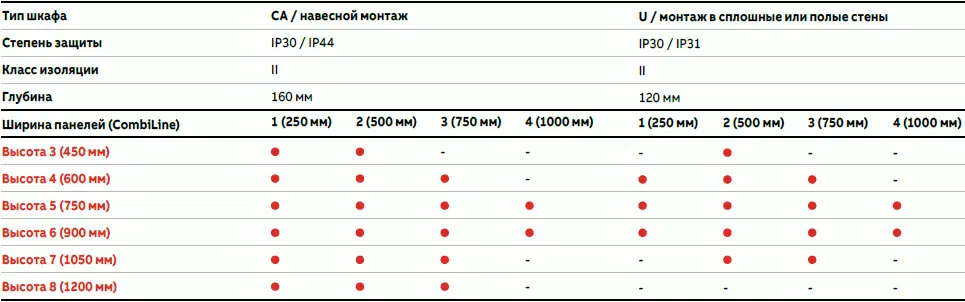 Тип шкафа CA / навесной монтаж U / монтаж в сплошные или полые стены
Степень защиты IP30 / IP44 IP30 / IP31
Класс изоляции II II
Глубина 160 мм 120 мм
Ширина панелей (CombiLine) 1 (250 мм) 2 (500 мм) 3 (750 мм) 4 (1000 мм) 1 (250 мм) 2 (500 мм) 3 (750 мм) 4 (1000 мм)
Высота 3 (450 мм) ● ● - - - ● - -
Высота 4 (600 мм) ● ● ● - ● ● ● -
Высота 5 (750 мм) ● ● ● ● ● ● ● ●
Высота 6 (900 мм) ● ● ● ● ● ● ● ●
Высота 7 (1050 мм) ● ● ● - - ● ● -
Высота 8 (1200 мм) ● ● ● - - - - -